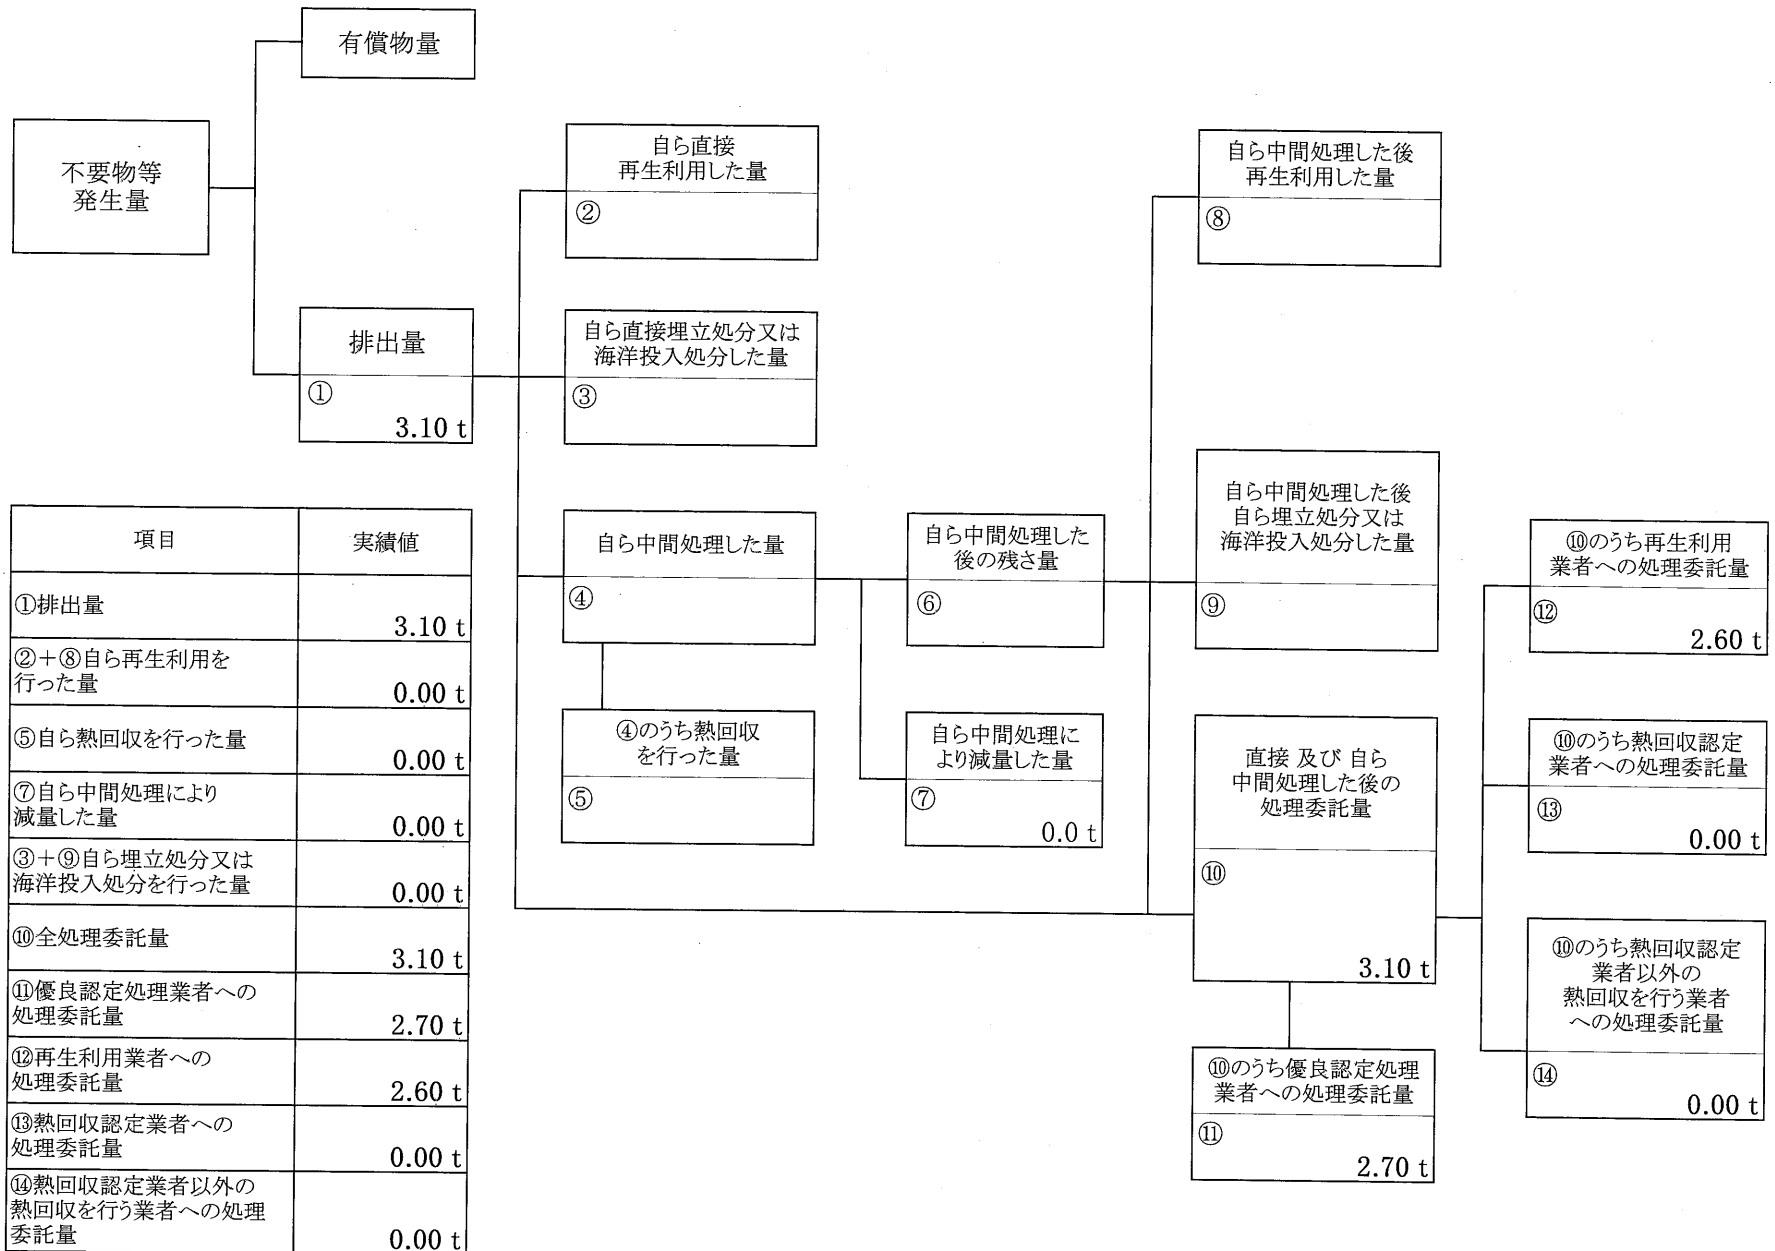 有償物量
不要物等
発生量
排出量
①
3.10 t
自ら直接
再生利用した量
②
自ら直接埋立処分又は
海洋投入処分した量
③
自ら中間処理した量
④
④のうち熱回収
を行った量
⑤
自ら中間処理した
後の残さ量
⑥
自ら中間処理に
より減量した量
⑦
0.0 t
自ら中間処理した後
再生利用した量
⑧
自ら中間処理した後
自ら埋立処分又は
海洋投入処分した量
⑨
直接 及び 自ら
中間処理した後の
処理委託量
⑩
3.10 t
⑩のうち優良認定処理
業者への処理委託量
⑪
2.70 t
⑩のうち再生利用
業者への処理委託量
⑫
2.60 t
⑩のうち熱回収認定
業者への処理委託量
⑬
0.00 t
⑩のうち熱回収認定
業者以外の
熱回収を行う業者
への処理委託量
⑭
0.00 t
項目 実績値
①排出量
3.10 t
②+⑧自ら再生利用を
行った量
0.00 t
⑤自ら熱回収を行った量
0.00 t
⑦自ら中間処理により
減量した量
0.00 t
③+⑨自ら埋立処分又は
海洋投入処分を行った量
0.00 t
⑩全処理委託量
3.10 t
⑪優良認定処理業者への
処理委託量
2.70 t
⑫再生利用業者への
処理委託量
2.60 t
⑬熱回収認定業者への
処理委託量
0.00 t
⑭熱回収認定業者以外の
熱回収を行う業者への処理
委託量
0.00 t